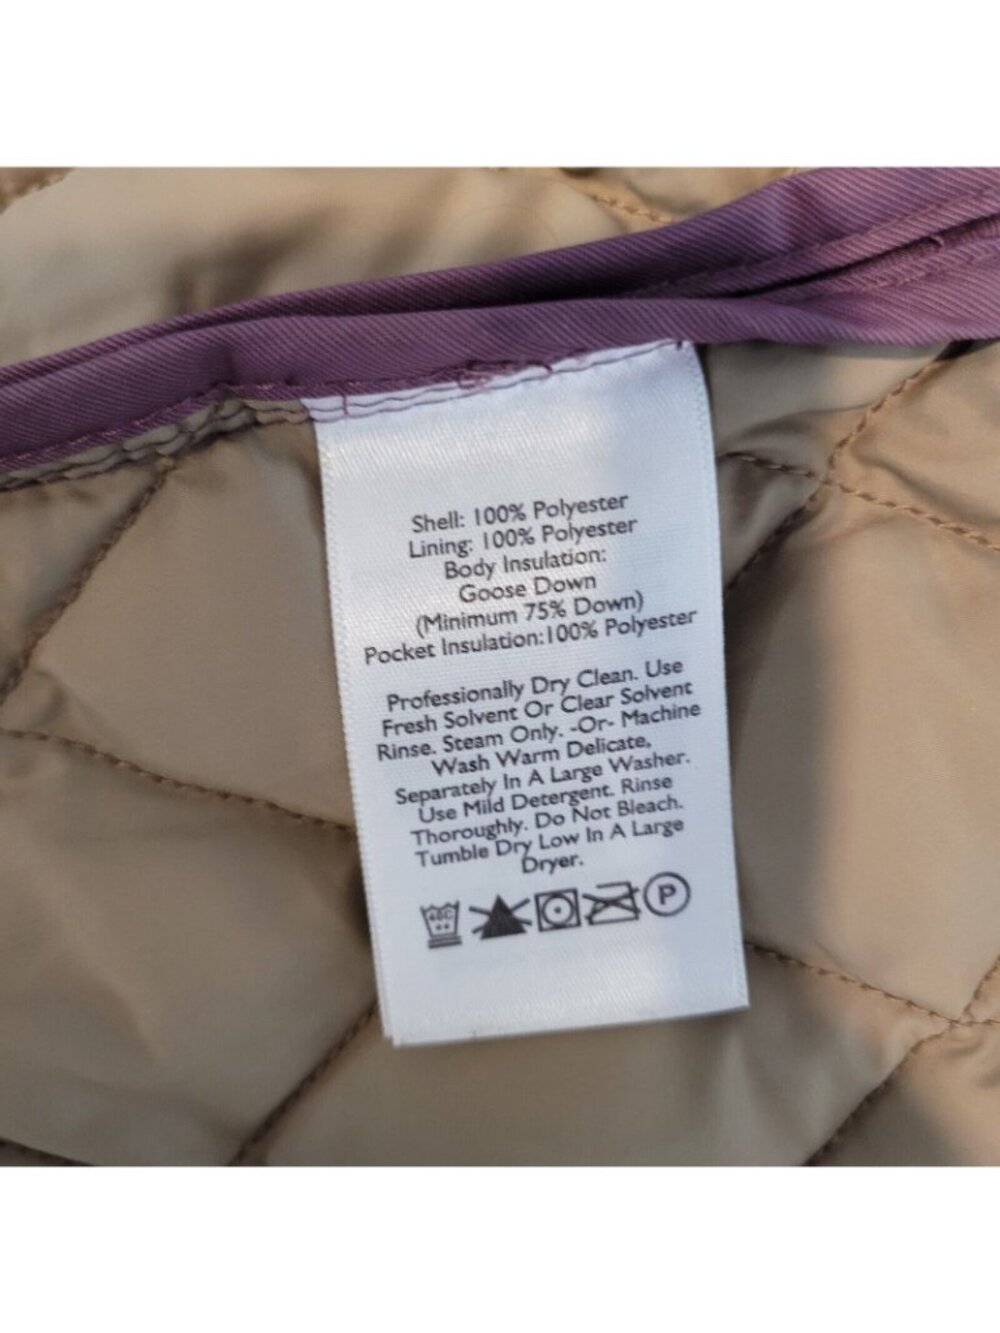 Shell: 100% Polyester
Lining: 100% Polyester
Body Insulation:
Goose Down
(Minimum 75% Down)
Pocket Insulation:100% Polyester
Professionally Dry Clean. Use
Fresh Solvent Or Clear Solvent
Rinse. Steam Only. -Or- Machine
Wash Warm Delicate,
Separately In A Large Washer.
Use Mild Detergent. Rinse
Thoroughly. Do Not Bleach.
Tumble Dry Low In A Large
Dryer.
40C P